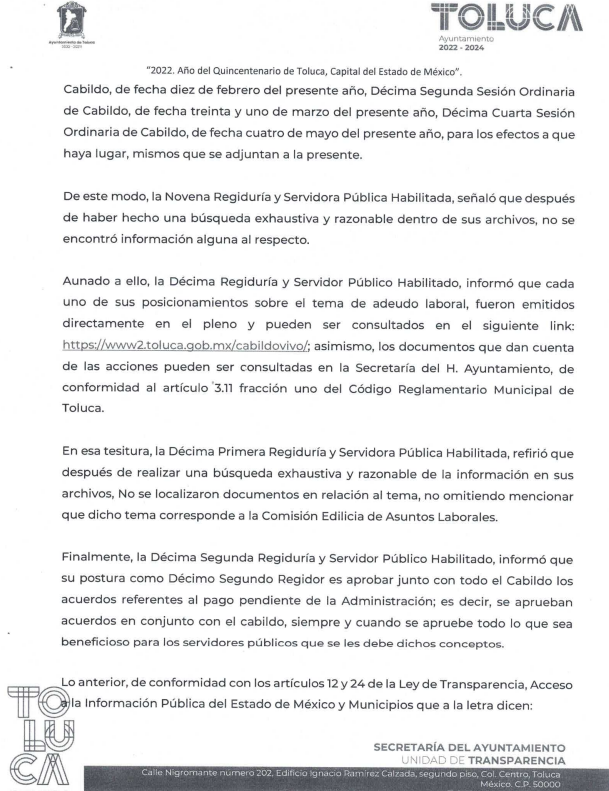 Ayuntamiento de Toluca
TOLUCA
Ayuntamiento
2022 - 2024
“2022. Año del Quincentenario de Toluca, Capital del Estado de México”.
Cabildo, de fecha diez de febrero del presente año, Décima Segunda Sesión Ordinaria
de Cabildo, de fecha treinta y uno de marzo del presente año, Décima Cuarta Sesión
Ordinaria de Cabildo, de fecha cuatro de mayo del presente año, para los efectos a que
haya lugar, mismos que se adjuntan a la presente.
De este modo, la Novena Regiduría y Servidora Pública Habilitada, señaló que después
de haber hecho una búsqueda exhaustiva y razonable dentro de sus archivos, no se
encontró información alguna al respecto.
Aunado a ello, la Décima Regiduría y Servidor Público Habilitado, informó que cada
uno de sus posicionamientos sobre el tema de adeudo laboral, fueron emitidos
directamente en el pleno y pueden ser consultados en el siguiente link:
https://www2.toluca.gob.mx/cabildovivo/; asimismo, los documentos que dan cuenta
de las acciones pueden ser consultadas en la Secretaría del H. Ayuntamiento, de
conformidad al artículo 3.11 fracción uno del Código Reglamentario Municipal de
Toluca.
En esa tesitura, la Décima Primera Regiduría y Servidora Pública Habilitada, refirió que
después de realizar una búsqueda exhaustiva y razonable de la información en sus
archivos, No se localizaron documentos en relación al tema, no omitiendo mencionar
que dicho tema corresponde a la Comisión Edilicia de Asuntos Laborales.
Finalmente, la Décima Segunda Regiduría y Servidor Público Habilitado, informó que
su postura como Décimo Segundo Regidor es aprobar junto con todo el Cabildo los
acuerdos referentes al pago pendiente de la Administración; es decir, se aprueban
acuerdos en conjunto con el cabildo, siempre y cuando se apruebe todo lo que sea
beneficioso para los servidores públicos que se les debe dichos conceptos.
Lo anterior, de conformidad con los artículos 12 y 24 de la Ley de Transparencia, Acceso
a la Información Pública del Estado de México y Municipios que a la letra dicen:
TO
LU
CA
SECRETARÍA DEL AYUNTAMIENTO
UNIDAD DE TRANSPARENCIA
Calle Nigromante número 202, Edificio Ignacio Ramírez Calzada, segundo piso, Col. Centro, Toluca
México. C.P. 50000